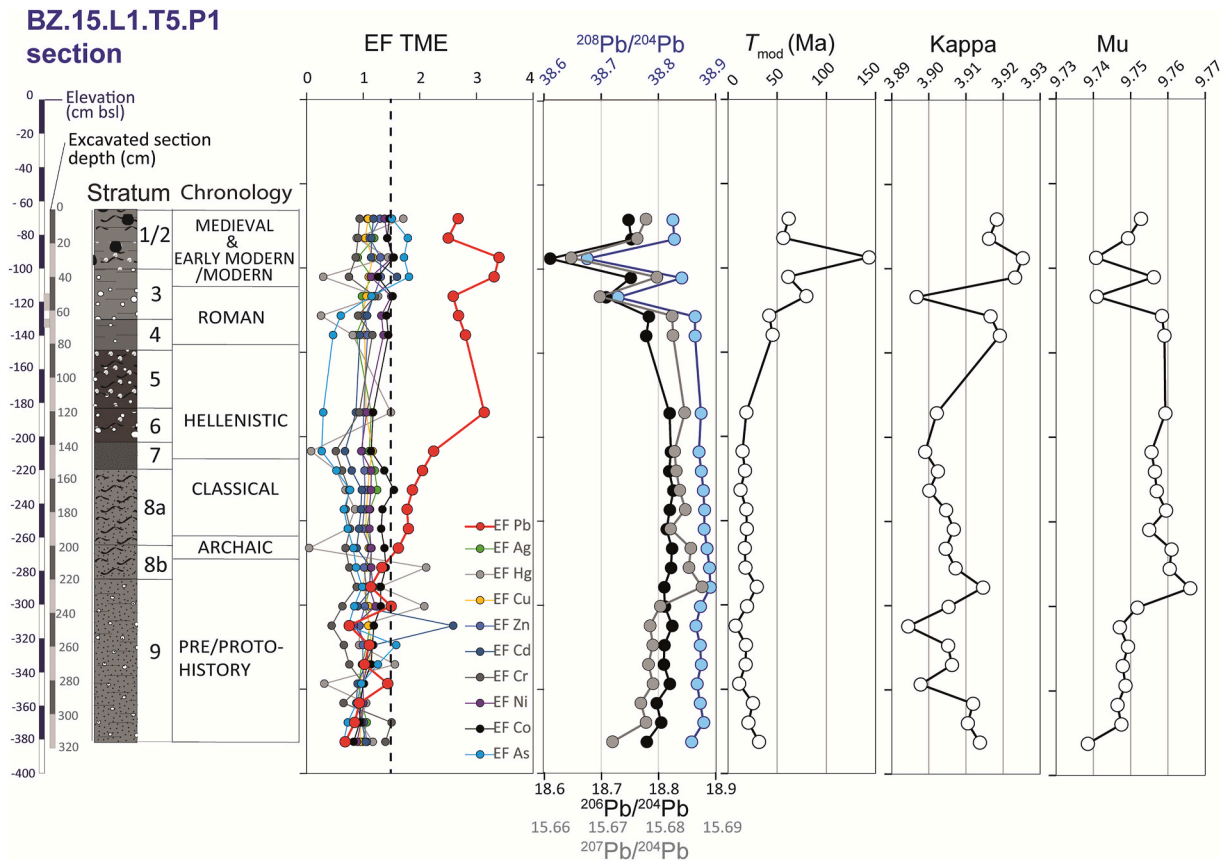 BZ.15.L1.T5.P1
section
EF TME
208Pb/204Pb
Tmod (Ma)
Kappa
Mu
0 1 2 3 4
38.6 38.7 38.8 38.9
0 50 100 150
3.89 3.90 3.91 3.92 3.93
9.73 9.74 9.75 9.76 9.77
Elevation
(cm bsl)
Excavated section
depth (cm)
Stratum
Chronology
0
-20
-40
-60
-80
-100
-120
-140
-160
-180
-200
-220
-240
-260
-280
-300
-320
-340
-360
-380
-400
0
20
40
60
80
100
120
140
160
180
200
220
240
260
280
300
320
1/2
3
4
5
6
7
8a
8b
9
MEDIEVAL
&
EARLY MODERN
/MODERN
ROMAN
HELLENISTIC
CLASSICAL
ARCHAIC
PRE/PROTO-
HISTORY
EF Pb
EF Ag
EF Hg
EF Cu
EF Zn
EF Cd
EF Cr
EF Ni
EF Co
EF As
18.6 18.7 18.8 18.9
206Pb/204Pb
15.66 15.67 15.68 15.69
207Pb/204Pb